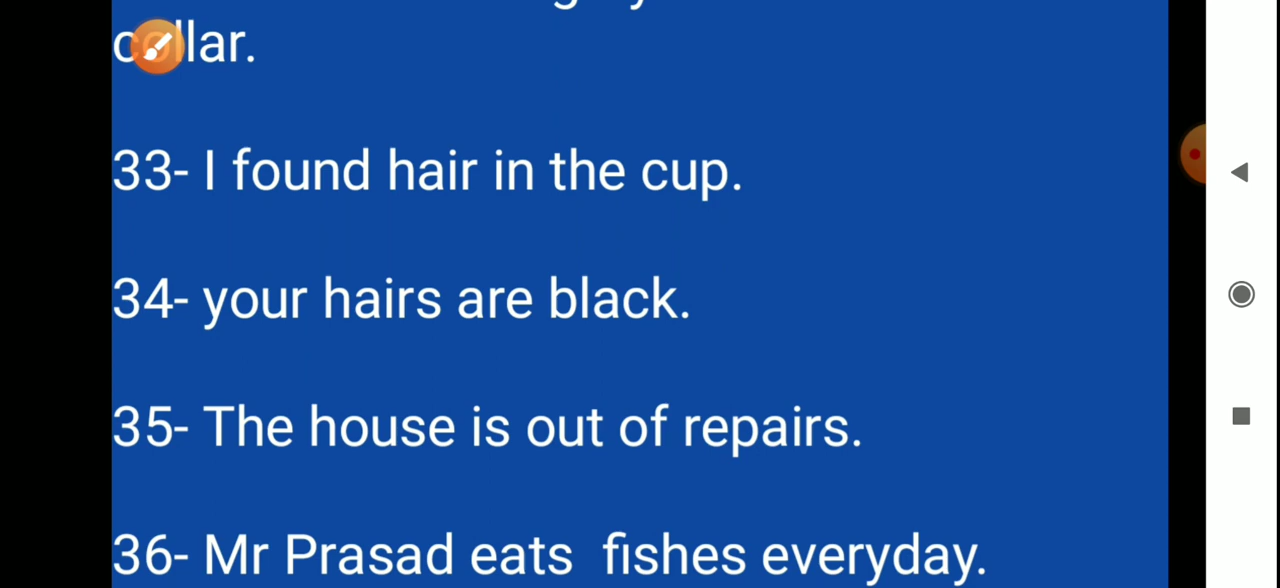 collar.
33- I found hair in the cup.
34- your hairs are black.
35- The house is out of repairs.
36- Mr Prasad eats  fishes everyday.